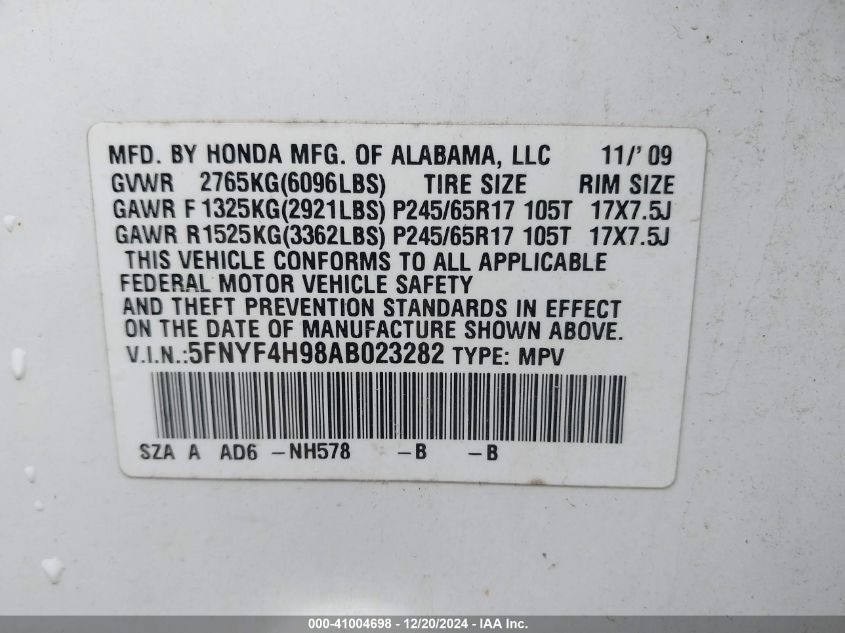 MFD. BY HONDA MFG. OF ALABAMA, LLC 11/' 09
GVWR 2765KG(6096LBS) TIRE SIZE RIM SIZE
GAWR F 1325KG(2921LBS) P245/65R17 105T 17X7.5J
GAWR R1525KG(3362LBS) P245/65R17 105T 17X7.5J
THIS VEHICLE CONFORMS TO ALL APPLICABLE
FEDERAL MOTOR VEHICLE SAFETY
AND THEFT PREVENTION STANDARDS IN EFFECT
ON THE DATE OF MANUFACTURE SHOWN ABOVE.
V.I.N.:5FNYF4H98AB023282 TYPE: MPV
SZA A AD6 -NH578 -B -B
000-41004698 - 12/20/2024 - IAA Inc.